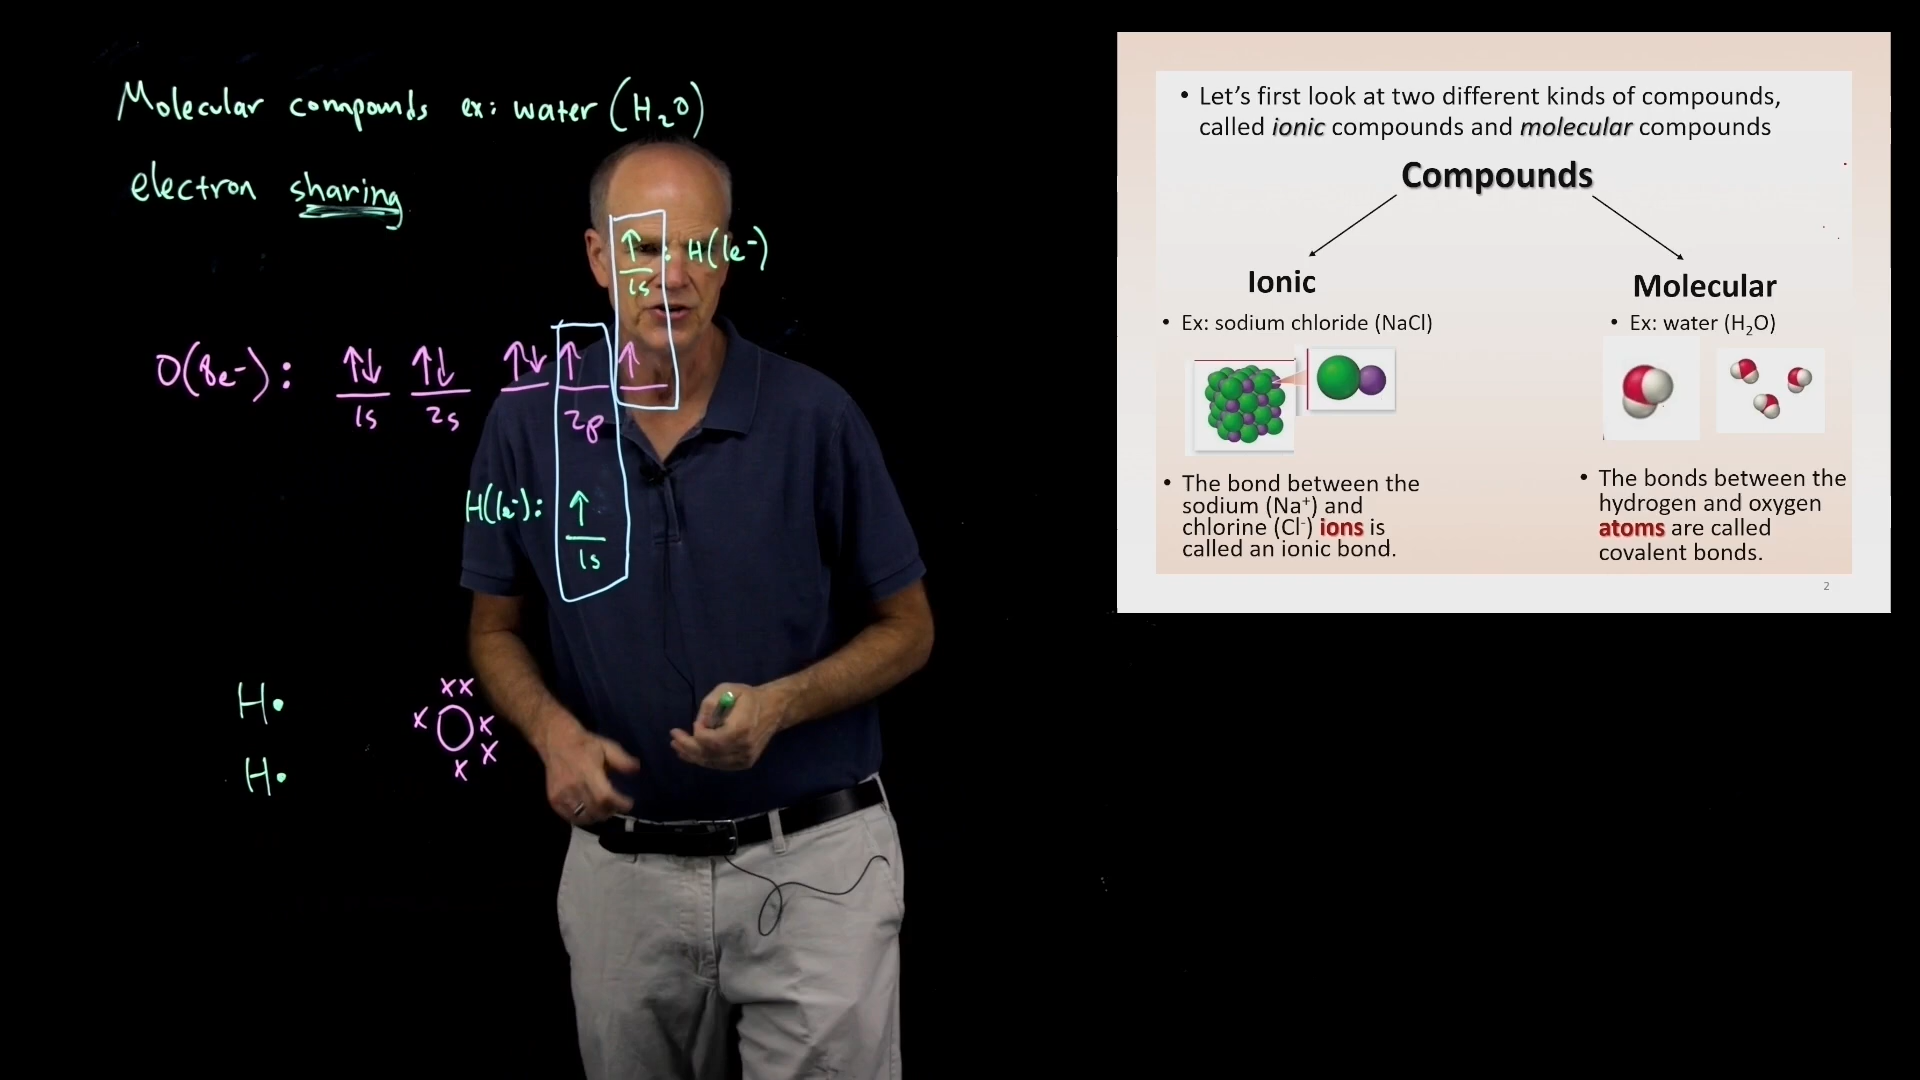 Molecular compounds ex: water (H₂O)
electron sharing
↑ : H(1e⁻)
1s
O(8e⁻): ↑↓ ↑↓ ↑↓ ↑ ↑
1s 2s 2p
H(1e⁻): ↑
1s
H•
xx
x O x
x
x
H•
• Let's first look at two different kinds of compounds,
called ionic compounds and molecular compounds
Compounds
Ionic
• Ex: sodium chloride (NaCl)
• The bond between the
sodium (Na⁺) and
chlorine (Cl⁻) ions is
called an ionic bond.
Molecular
• Ex: water (H₂O)
• The bonds between the
hydrogen and oxygen
atoms are called
covalent bonds.
2